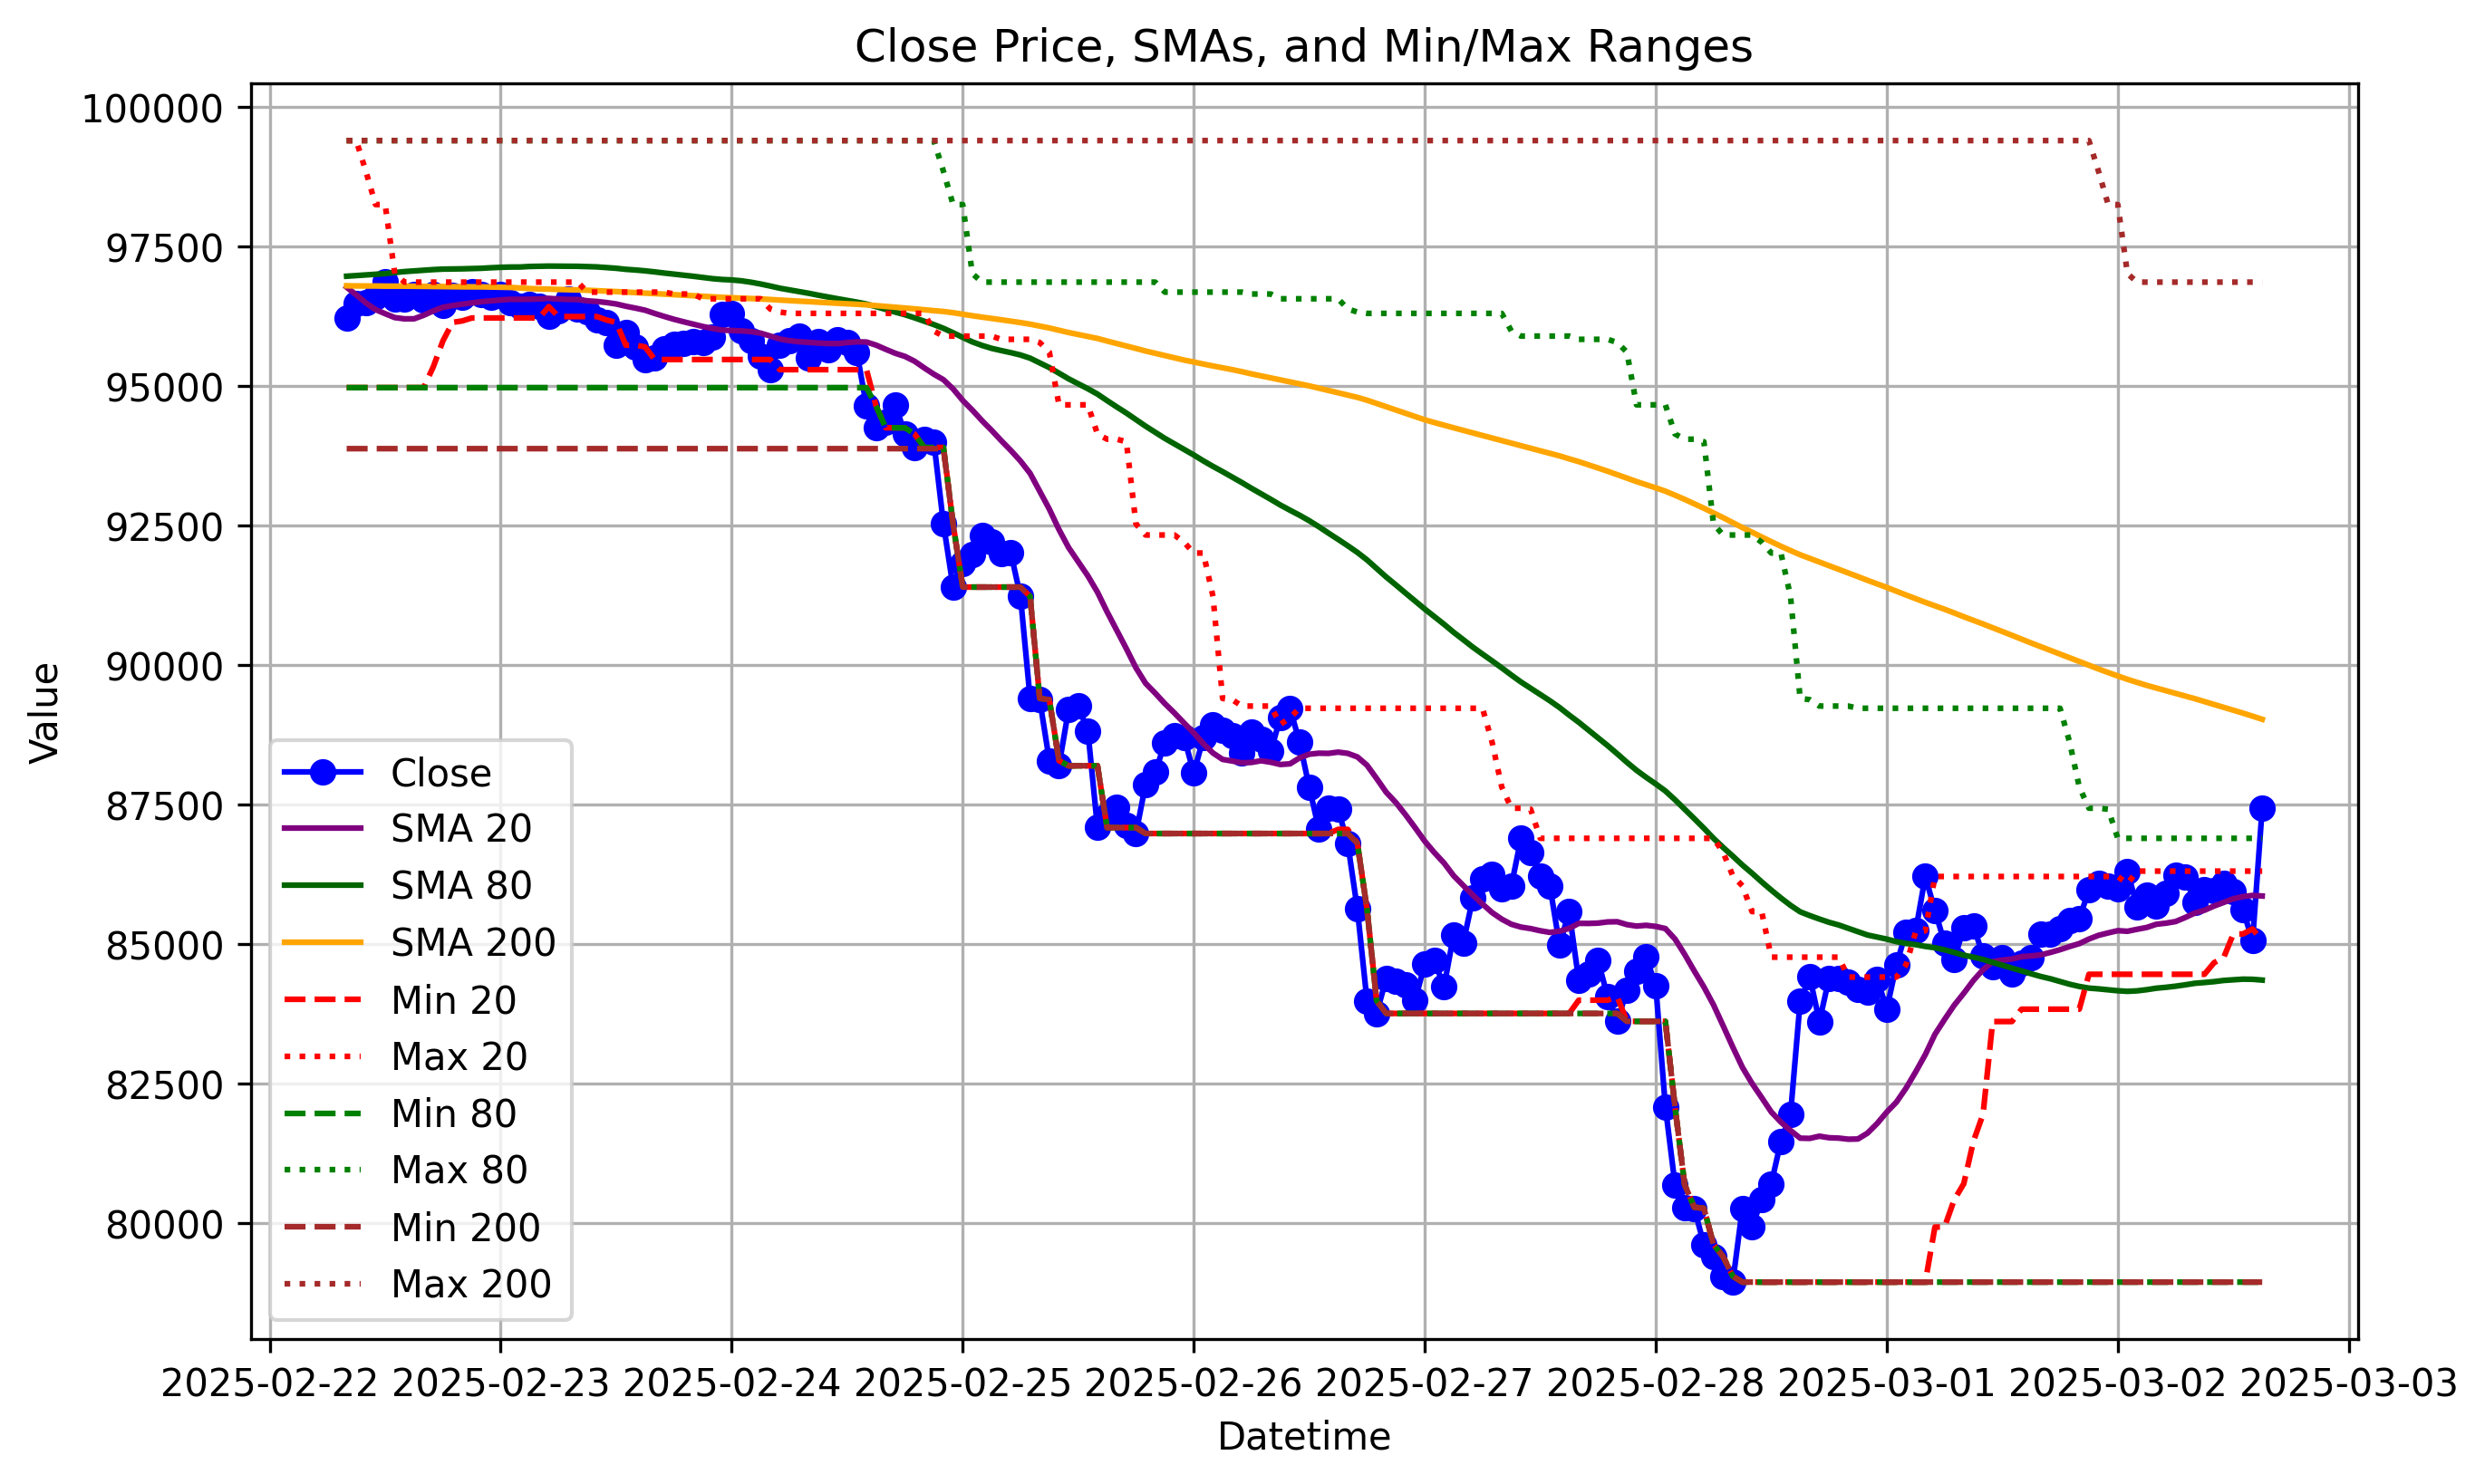 Close Price, SMAs, and Min/Max Ranges
100000
97500
95000
92500
90000
87500
85000
82500
80000
Value
Close
SMA 20
SMA 80
SMA 200
Min 20
Max 20
Min 80
Max 80
Min 200
Max 200
2025-02-22 2025-02-23 2025-02-24 2025-02-25 2025-02-26 2025-02-27 2025-02-28 2025-03-01 2025-03-02 2025-03-03
Datetime